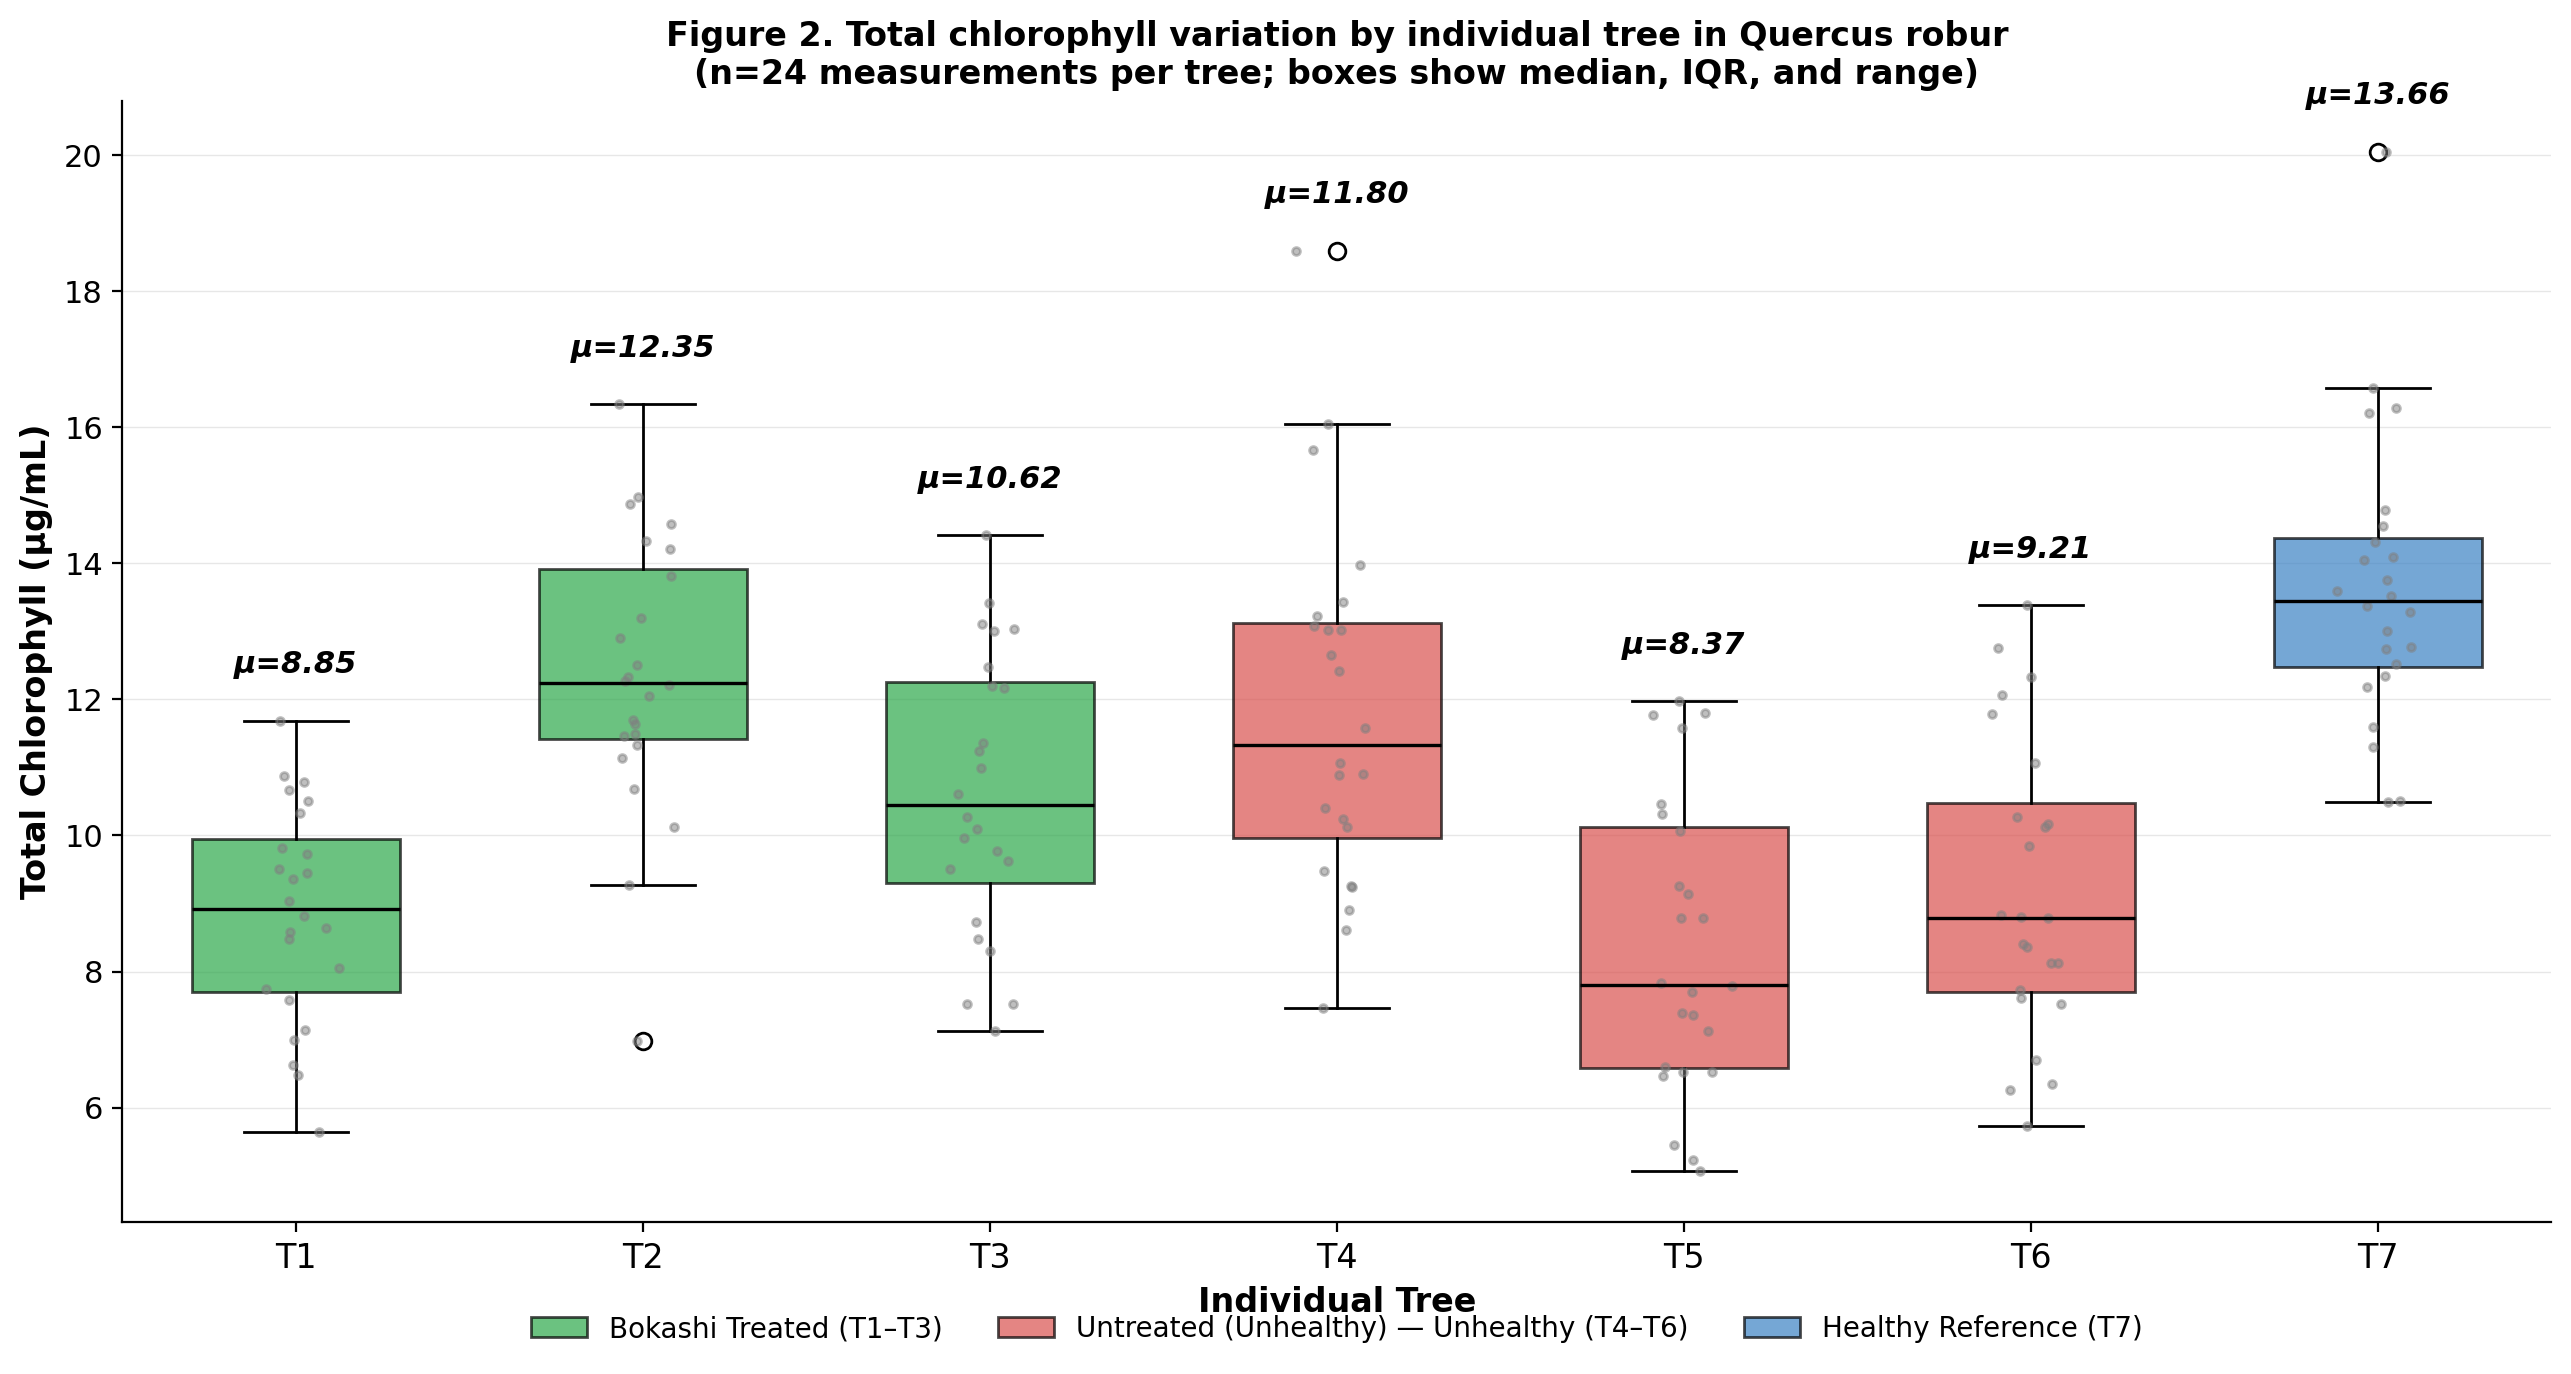 Figure 2. Total chlorophyll variation by individual tree in Quercus robur
(n=24 measurements per tree; boxes show median, IQR, and range)
μ=13.66
μ=11.80
μ=12.35
μ=10.62
μ=9.21
μ=8.37
μ=8.85
Total Chlorophyll (μg/mL)
20
18
16
14
12
10
8
6
T1 T2 T3 T4 T5 T6 T7
Individual Tree
Bokashi Treated (T1–T3) Untreated (Unhealthy) — Unhealthy (T4–T6) Healthy Reference (T7)